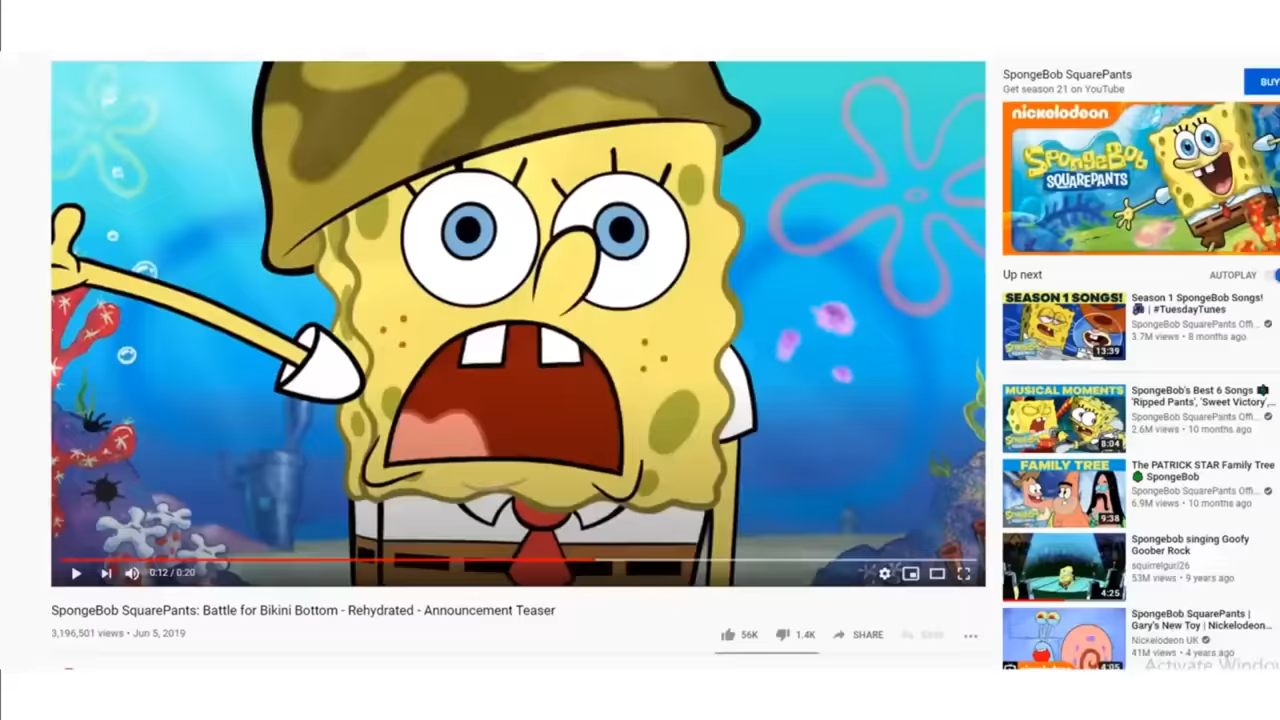 SpongeBob SquarePants
Get season 21 on YouTube
BUY
nickelodeon
SPONGEBOB
SQUAREPANTS
Up next
AUTOPLAY
SEASON 1 SONGS!
13:39
Season 1 SpongeBob Songs!
| #TuesdayTunes
SpongeBob SquarePants Offi...
3.7M views • 8 months ago
MUSICAL MOMENTS
8:04
SpongeBob's Best 6 Songs
'Ripped Pants', 'Sweet Victory',...
SpongeBob SquarePants Offi...
2.6M views • 10 months ago
FAMILY TREE
9:38
The PATRICK STAR Family Tree
SpongeBob
SpongeBob SquarePants Offi...
6.9M views • 10 months ago
4:25
Spongebob singing Goofy
Goober Rock
squirrelgurl26
53M views • 9 years ago
4:05
SpongeBob SquarePants |
Gary's New Toy | Nickelodeon...
Nickelodeon UK
41M views • 4 years ago
Activate Window
0:12 / 0:20
SpongeBob SquarePants: Battle for Bikini Bottom - Rehydrated - Announcement Teaser
3,196,501 views • Jun 5, 2019
56K
1.4K
SHARE
SAVE